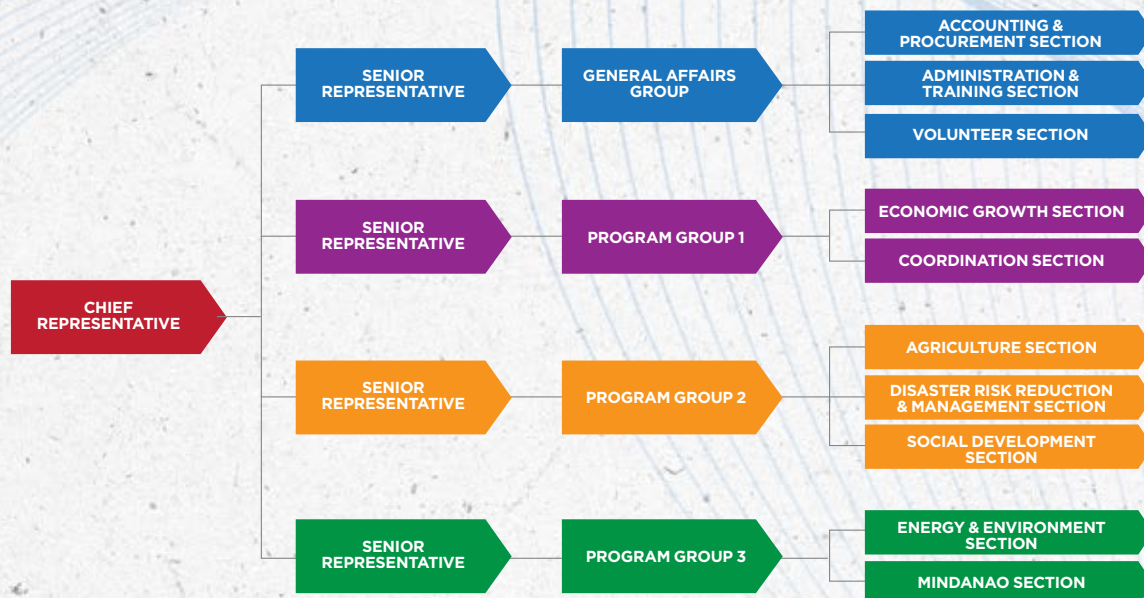 CHIEF
REPRESENTATIVE
SENIOR
REPRESENTATIVE
GENERAL AFFAIRS
GROUP
ACCOUNTING &
PROCUREMENT SECTION
ADMINISTRATION &
TRAINING SECTION
VOLUNTEER SECTION
SENIOR
REPRESENTATIVE
PROGRAM GROUP 1
ECONOMIC GROWTH SECTION
COORDINATION SECTION
SENIOR
REPRESENTATIVE
PROGRAM GROUP 2
AGRICULTURE SECTION
DISASTER RISK REDUCTION
& MANAGEMENT SECTION
SOCIAL DEVELOPMENT
SECTION
SENIOR
REPRESENTATIVE
PROGRAM GROUP 3
ENERGY & ENVIRONMENT
SECTION
MINDANAO SECTION